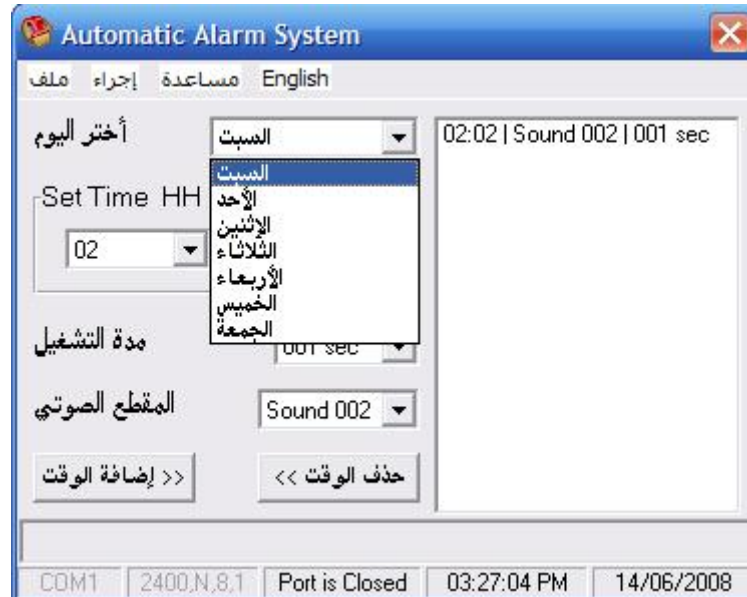 Automatic Alarm System
ملف إجراء مساعدة English
أختر اليوم
السبت
02:02 | Sound 002 | 001 sec
السبت
الأحد
الإثنين
الثلاثاء
الأربعاء
الخميس
الجمعة
Set Time HH
02
مدة التشغيل
001 sec
المقطع الصوتي
Sound 002
<< إضافة الوقت
حذف الوقت >>
COM1
2400,N,8,1
Port is Closed
03:27:04 PM
14/06/2008